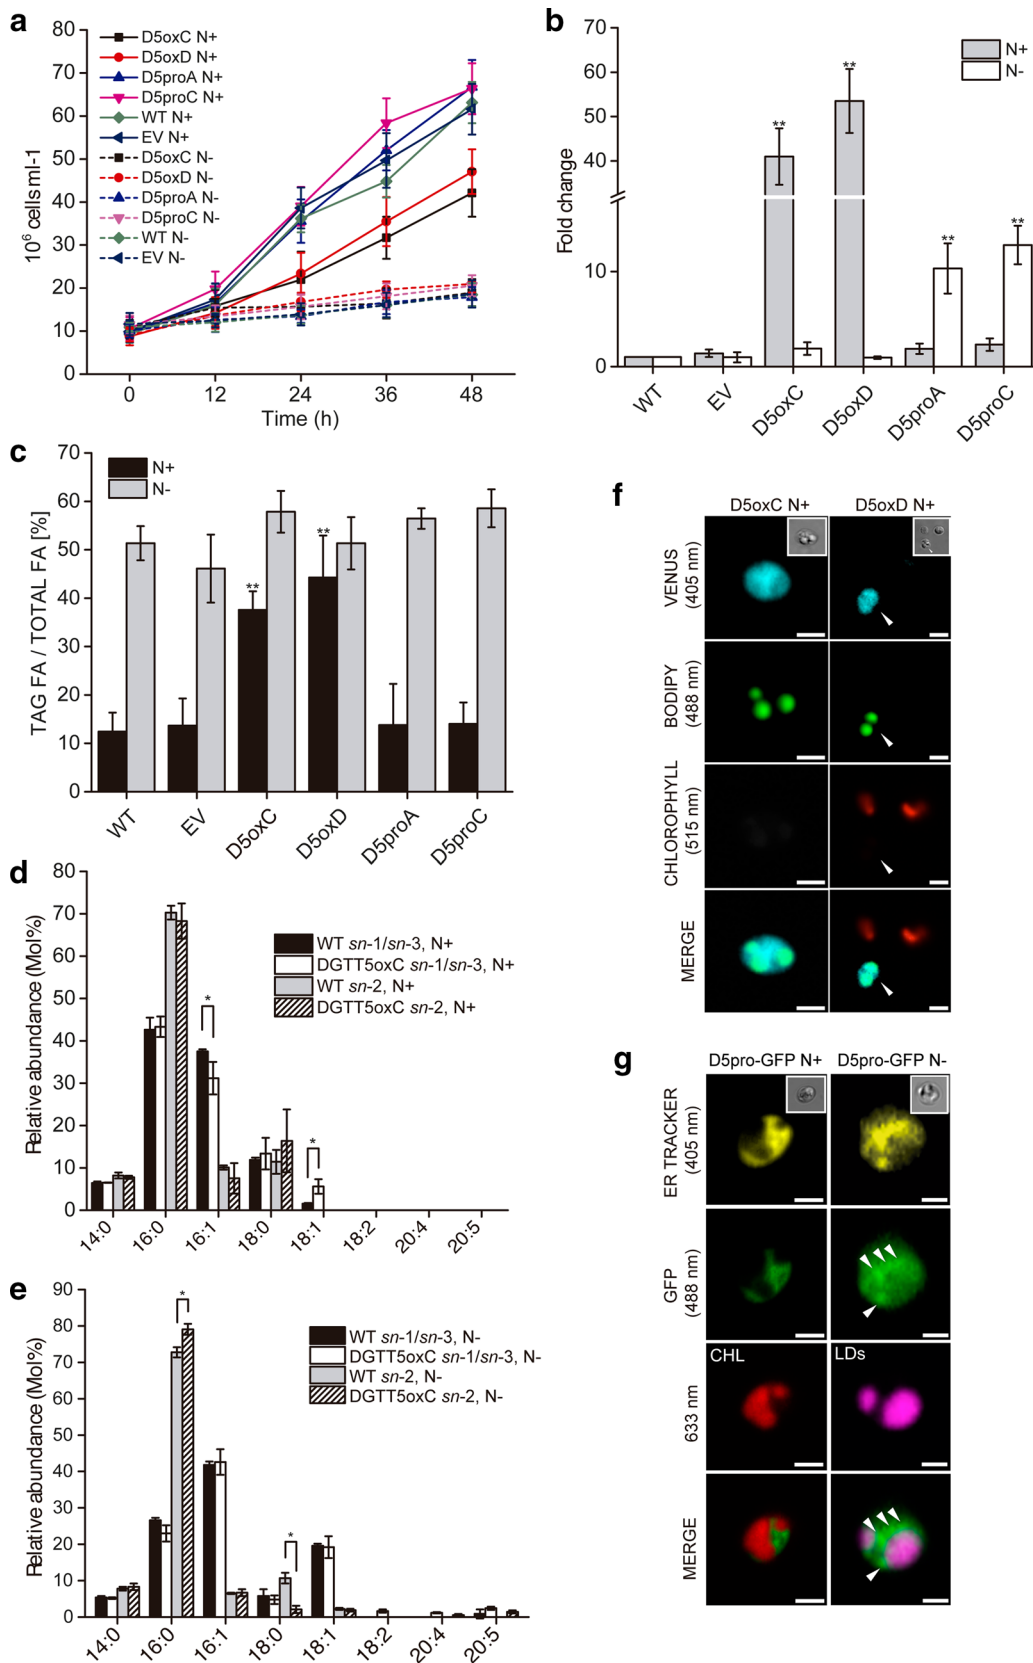 a
80
70
60
50
40
30
20
10
0
10⁶ cellsml-1
D5oxC N+
D5oxD N+
D5proA N+
D5proC N+
WT N+
EV N+
D5oxC N-
D5oxD N-
D5proA N-
D5proC N-
WT N-
EV N-
0 12 24 36 48
Time (h)
b
70
60
50
40
10
0
Fold change
N+
N-
**
**
**
**
WT EV D5oxC D5oxD D5proA D5proC
c
70
60
50
40
30
20
10
0
TAG FA / TOTAL FA [%]
N+
N-
**
**
WT EV D5oxC D5oxD D5proA D5proC
d
80
70
60
50
40
30
20
10
0
Relative abundance (Mol%)
WT sn-1/sn-3, N+
DGTT5oxC sn-1/sn-3, N+
WT sn-2, N+
DGTT5oxC sn-2, N+
*
*
14:0 16:0 16:1 18:0 18:1 18:2 20:4 20:5
e
90
80
70
60
50
40
30
20
10
0
Relative abundance (Mol%)
WT sn-1/sn-3, N-
DGTT5oxC sn-1/sn-3, N-
WT sn-2, N-
DGTT5oxC sn-2, N-
*
*
14:0 16:0 16:1 18:0 18:1 18:2 20:4 20:5
f
D5oxC N+ D5oxD N+
VENUS
(405 nm)
BODIPY
(488 nm)
CHLOROPHYLL
(515 nm)
MERGE
g
D5pro-GFP N+ D5pro-GFP N-
ER TRACKER
(405 nm)
GFP
(488 nm)
CHL LDs
633 nm
MERGE